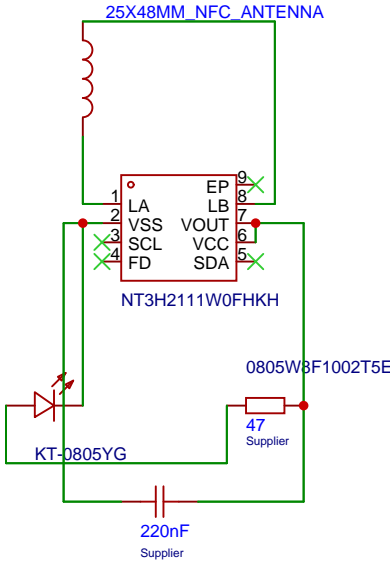 25X48MM_NFC_ANTENNA
9
EP
1
8
LA
LB
2
7
VSS
VOUT
3
6
SCL
VCC
4
5
FD
SDA
NT3H2111W0FHKH
0805W8F1002T5E
47
Supplier
KT-0805YG
220nF
Supplier